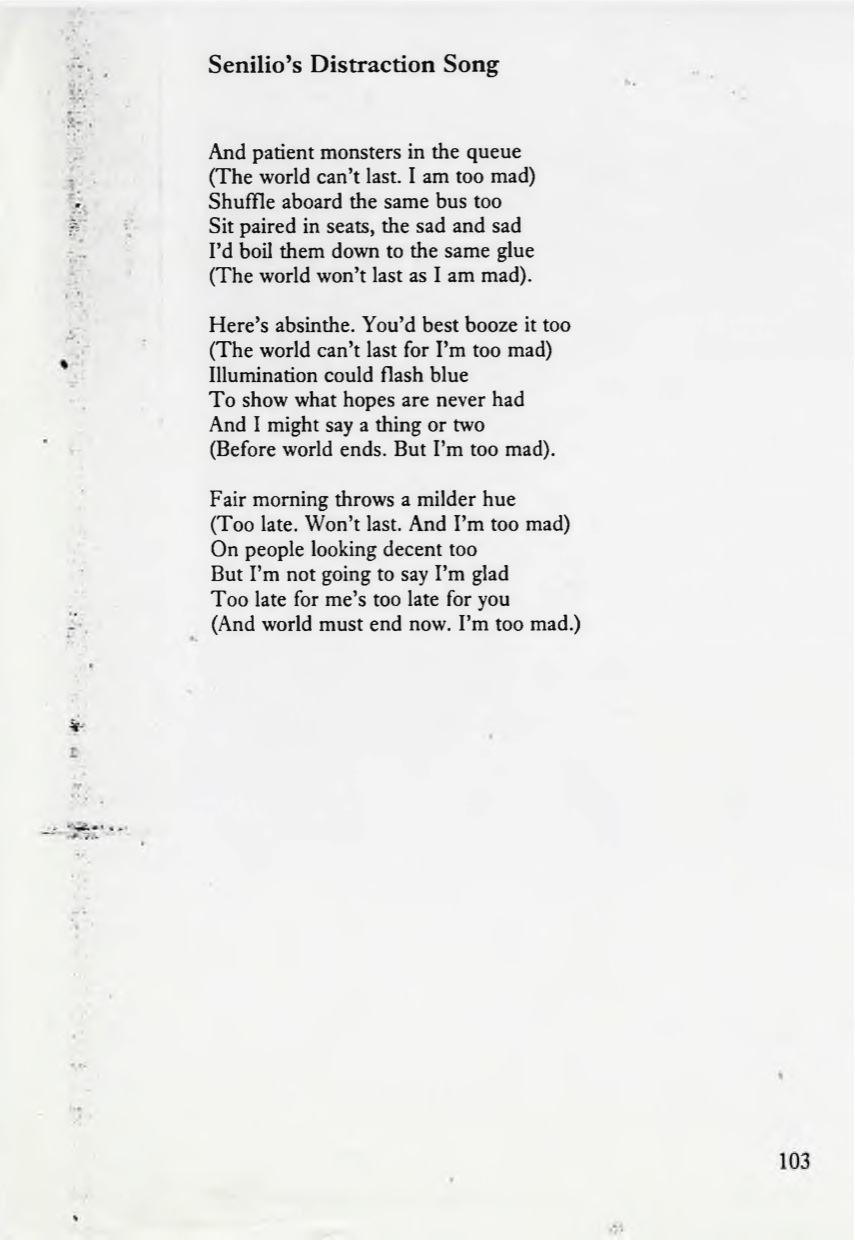 Senilio's Distraction Song
And patient monsters in the queue
(The world can't last. I am too mad)
Shuffle aboard the same bus too
Sit paired in seats, the sad and sad
I'd boil them down to the same glue
(The world won't last as I am mad).
Here's absinthe. You'd best booze it too
(The world can't last for I'm too mad)
Illumination could flash blue
To show what hopes are never had
And I might say a thing or two
(Before world ends. But I'm too mad).
Fair morning throws a milder hue
(Too late. Won't last. And I'm too mad)
On people looking decent too
But I'm not going to say I'm glad
Too late for me's too late for you
(And world must end now. I'm too mad.)
103